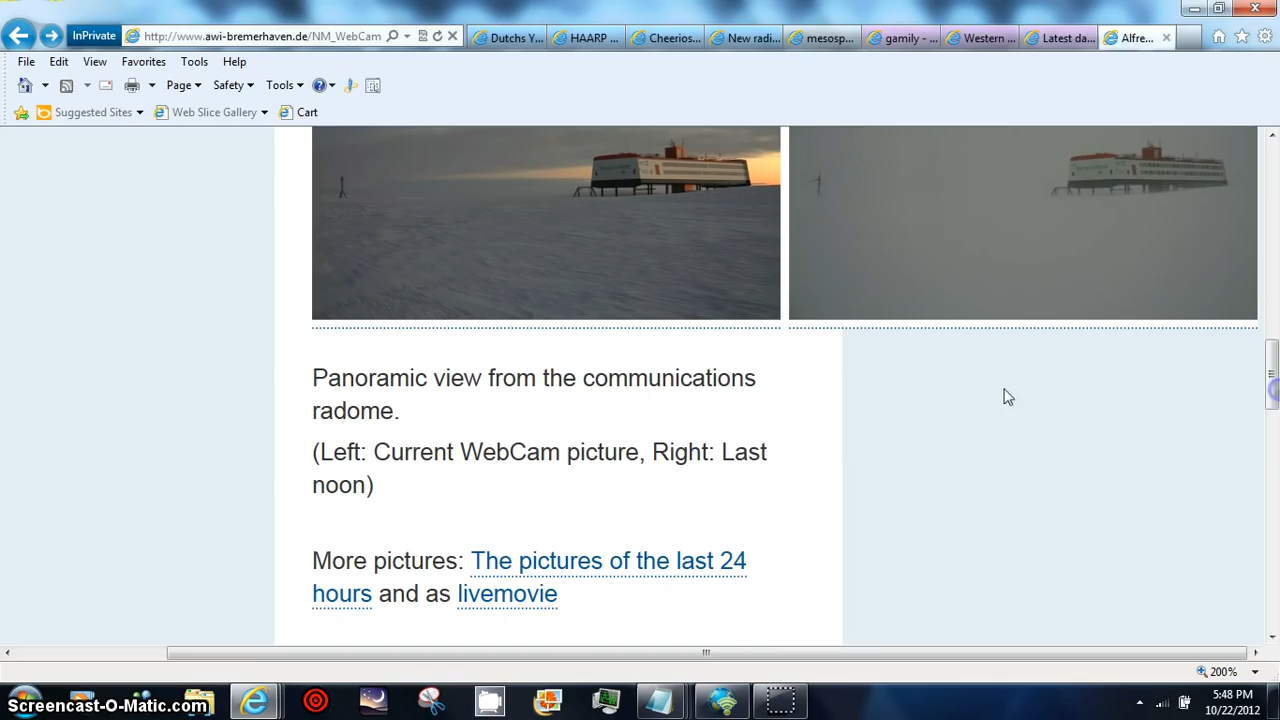 InPrivate
http://www.awi-bremerhaven.de/NM_WebCam
Dutchs Y...
HAARP ...
Cheerios...
New radi...
mesosp...
gamily - ...
Western ...
Latest da...
Alfre...
File Edit View Favorites Tools Help
Page Safety Tools
Suggested Sites Web Slice Gallery Cart
Panoramic view from the communications
radome.
(Left: Current WebCam picture, Right: Last
noon)
More pictures: The pictures of the last 24
hours and as livemovie
200%
Screencast-O-Matic.com
5:48 PM
10/22/2012